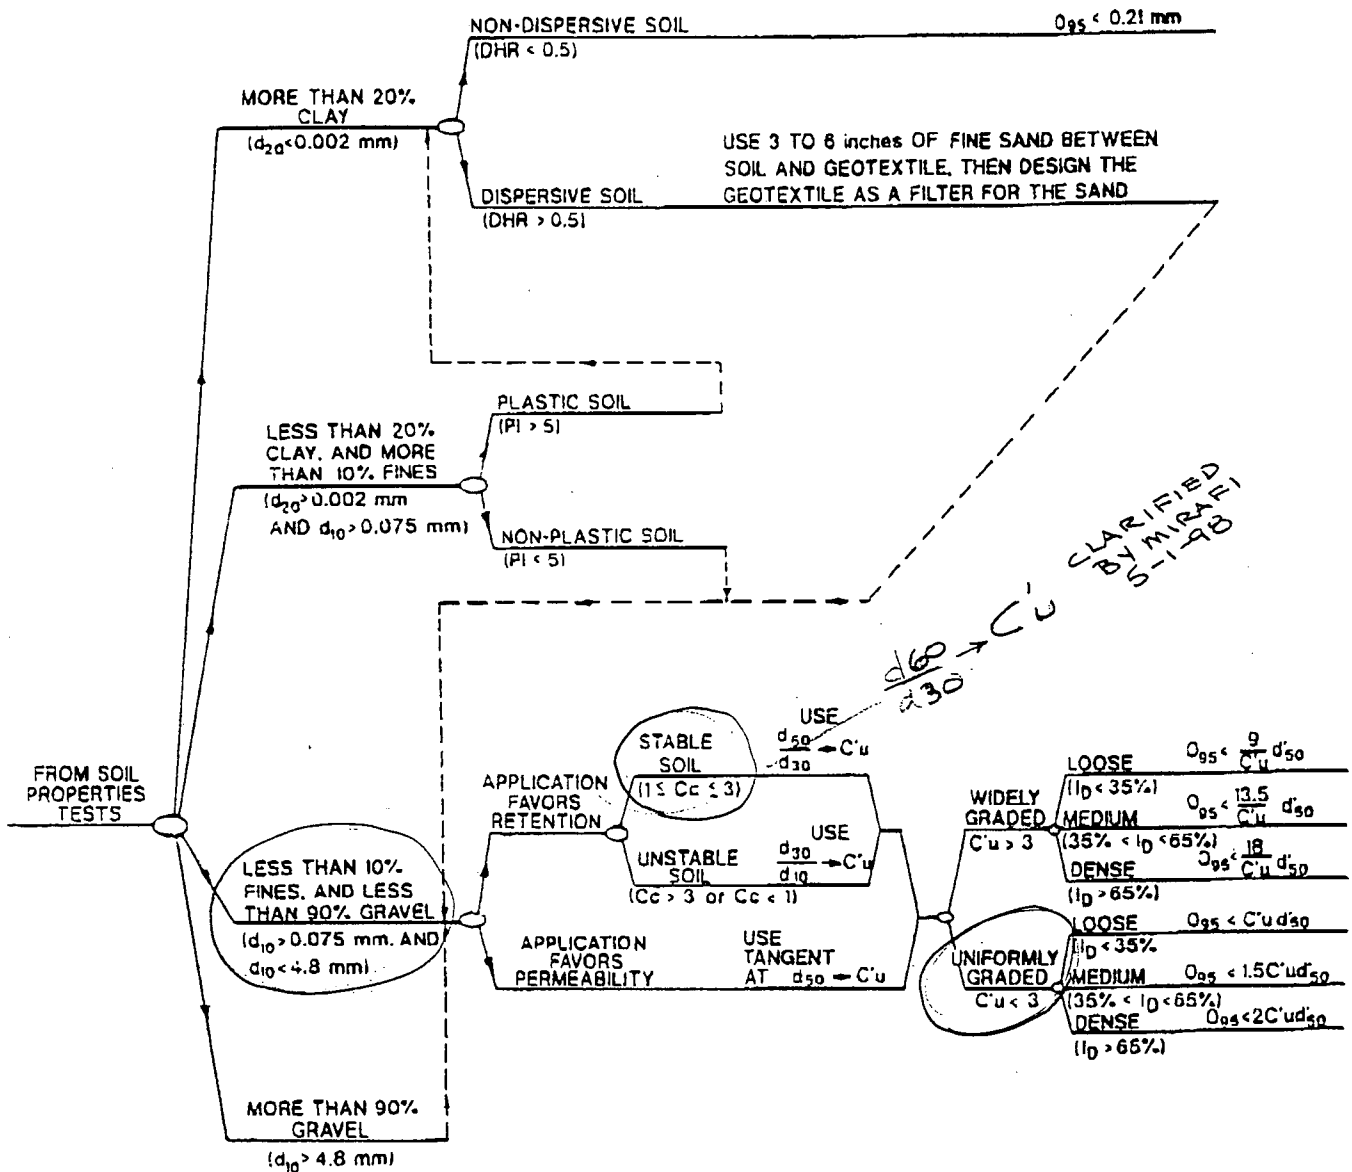 NON-DISPERSIVE SOIL
(DHR < 0.5)
O95 < 0.21 mm
MORE THAN 20%
CLAY
(d20<0.002 mm)
USE 3 TO 6 inches OF FINE SAND BETWEEN
SOIL AND GEOTEXTILE, THEN DESIGN THE
GEOTEXTILE AS A FILTER FOR THE SAND
DISPERSIVE SOIL
(DHR > 0.5)
PLASTIC SOIL
(PI > 5)
LESS THAN 20%
CLAY, AND MORE
THAN 10% FINES
(d20>0.002 mm
AND d10>0.075 mm)
NON-PLASTIC SOIL
(PI < 5)
CLARIFIED
BY MIRAFI
5-1-98
d60
d30
→ C'u
FROM SOIL
PROPERTIES
TESTS
LESS THAN 10%
FINES, AND LESS
THAN 90% GRAVEL
(d10>0.075 mm. AND
d10<4.8 mm)
APPLICATION
FAVORS
RETENTION
STABLE
SOIL
(1 ≤ Cc ≤ 3)
USE
d50
d30
← C'u
UNSTABLE
SOIL
(Cc > 3 or Cc < 1)
USE
d30
d10
→ C'u
APPLICATION
FAVORS
PERMEABILITY
USE
TANGENT
AT d50 ← C'u
WIDELY
GRADED
C'u > 3
LOOSE O95 < 9/C'u d'50
(ID < 35%)
MEDIUM O95 < 13.5/C'u d'50
(35% < ID < 65%)
DENSE O95 < 18/C'u d'50
(ID > 65%)
UNIFORMLY
GRADED
C'u < 3
LOOSE O95 < C'u d'50
ID < 35%
MEDIUM O95 < 1.5C'ud'50
(35% < ID < 65%)
DENSE O95<2C'ud'50
(ID > 65%)
MORE THAN 90%
GRAVEL
(d10> 4.8 mm)